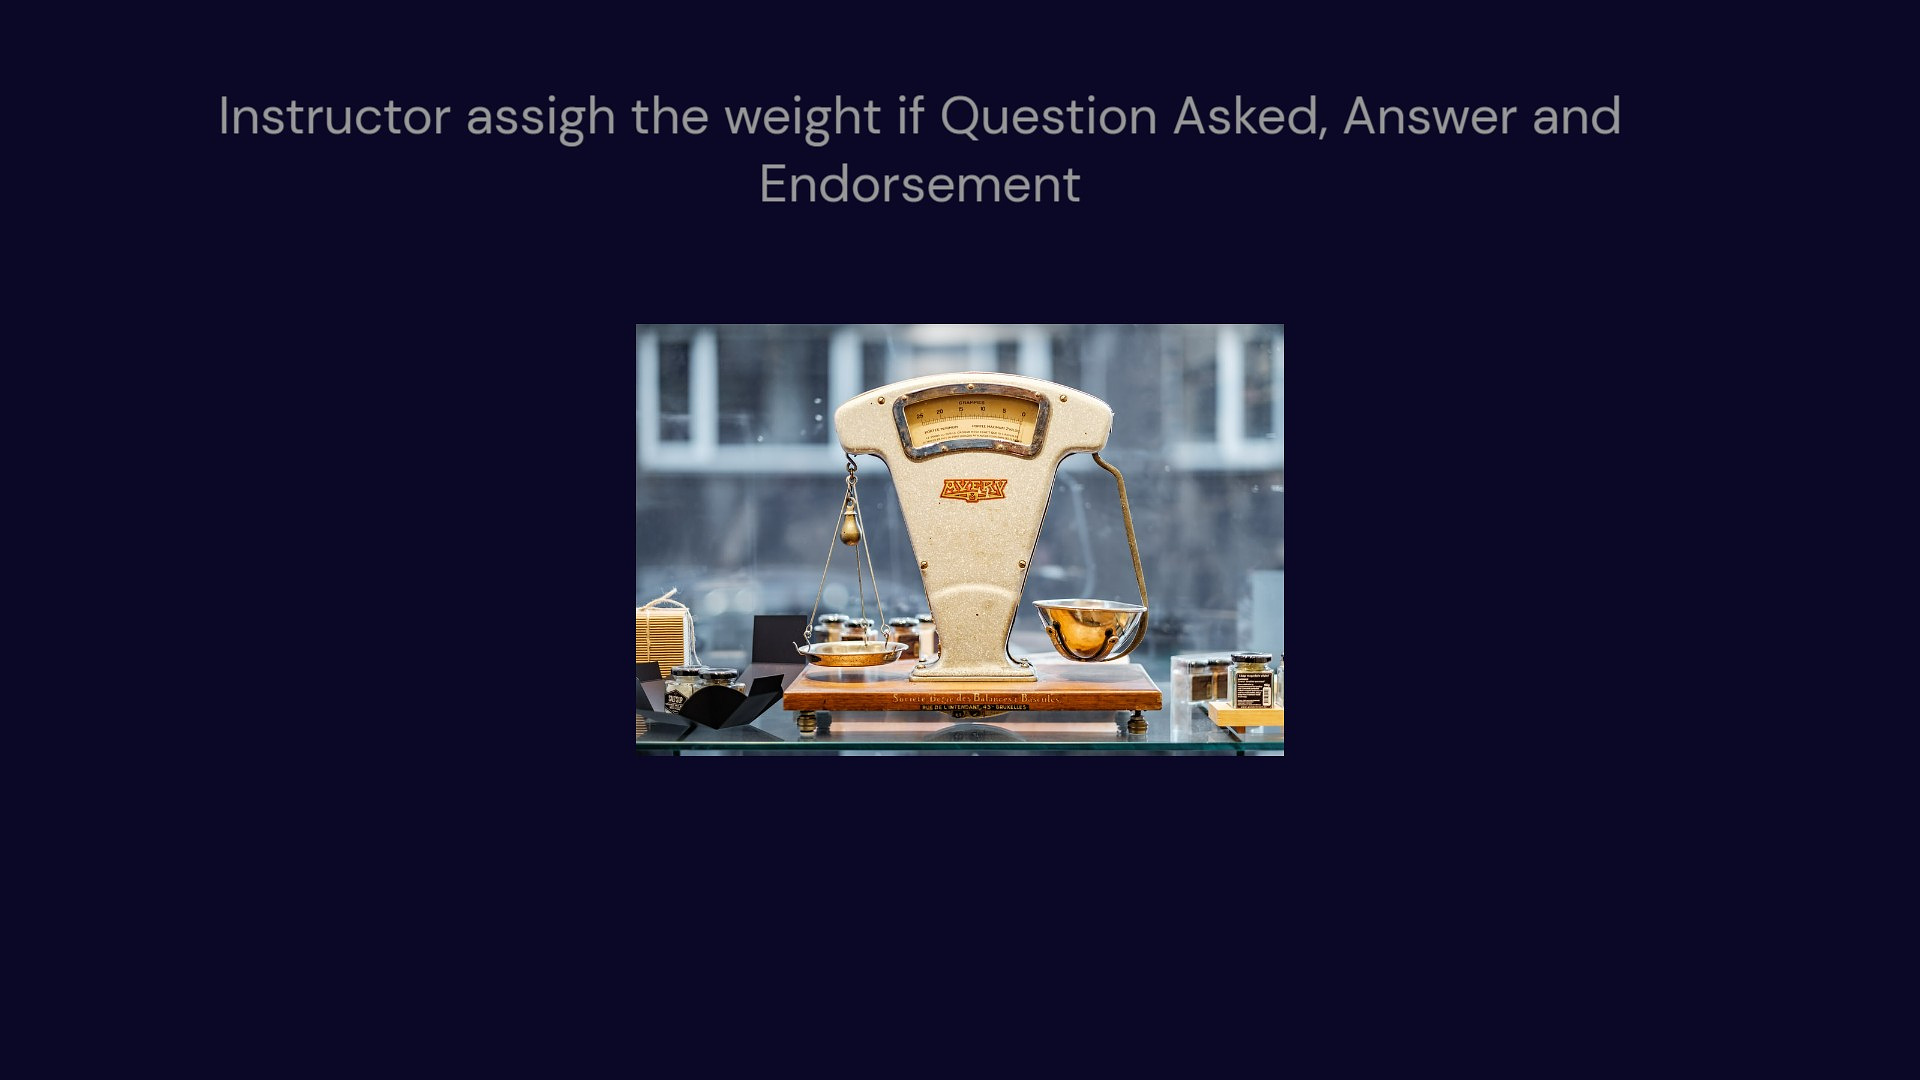 Instructor assigh the weight if Question Asked, Answer and
Endorsement
GRAMMES
25 20 15 10 5 0
AVERY
Société Belge des Balances & Bascules
RUE DE L'INTENDANT, 43 - BRUXELLES